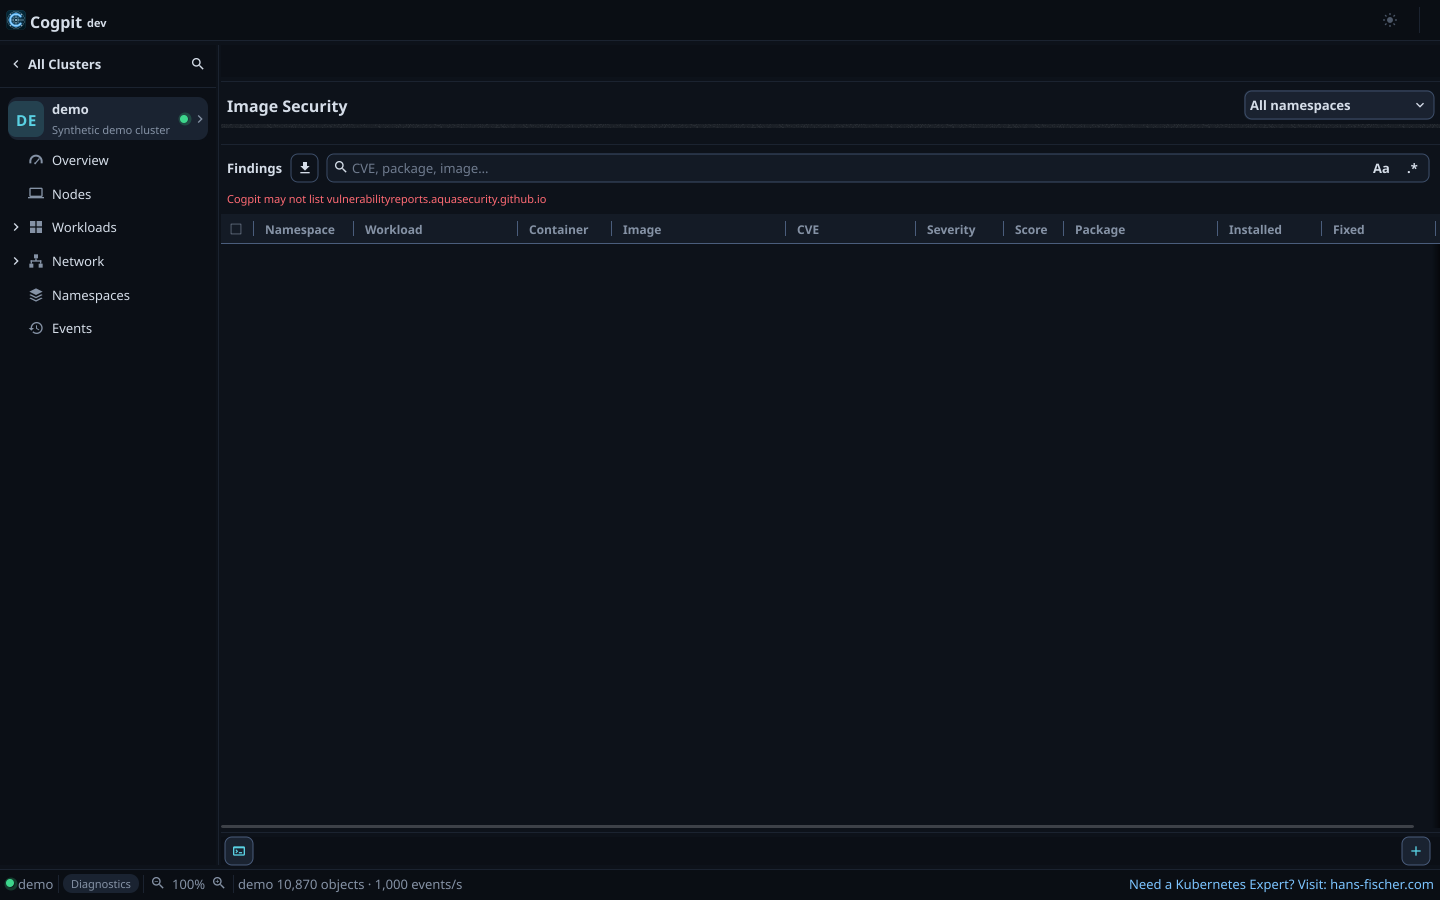 Cogpit dev
All Clusters
DE
demo
Synthetic demo cluster
Overview
Nodes
Workloads
Network
Namespaces
Events
Image Security
All namespaces
Findings
CVE, package, image...
Aa
.*
Cogpit may not list vulnerabilityreports.aquasecurity.github.io
Namespace Workload Container Image CVE Severity Score Package Installed Fixed
demo
Diagnostics
100%
demo 10,870 objects · 1,000 events/s
Need a Kubernetes Expert? Visit: hans-fischer.com